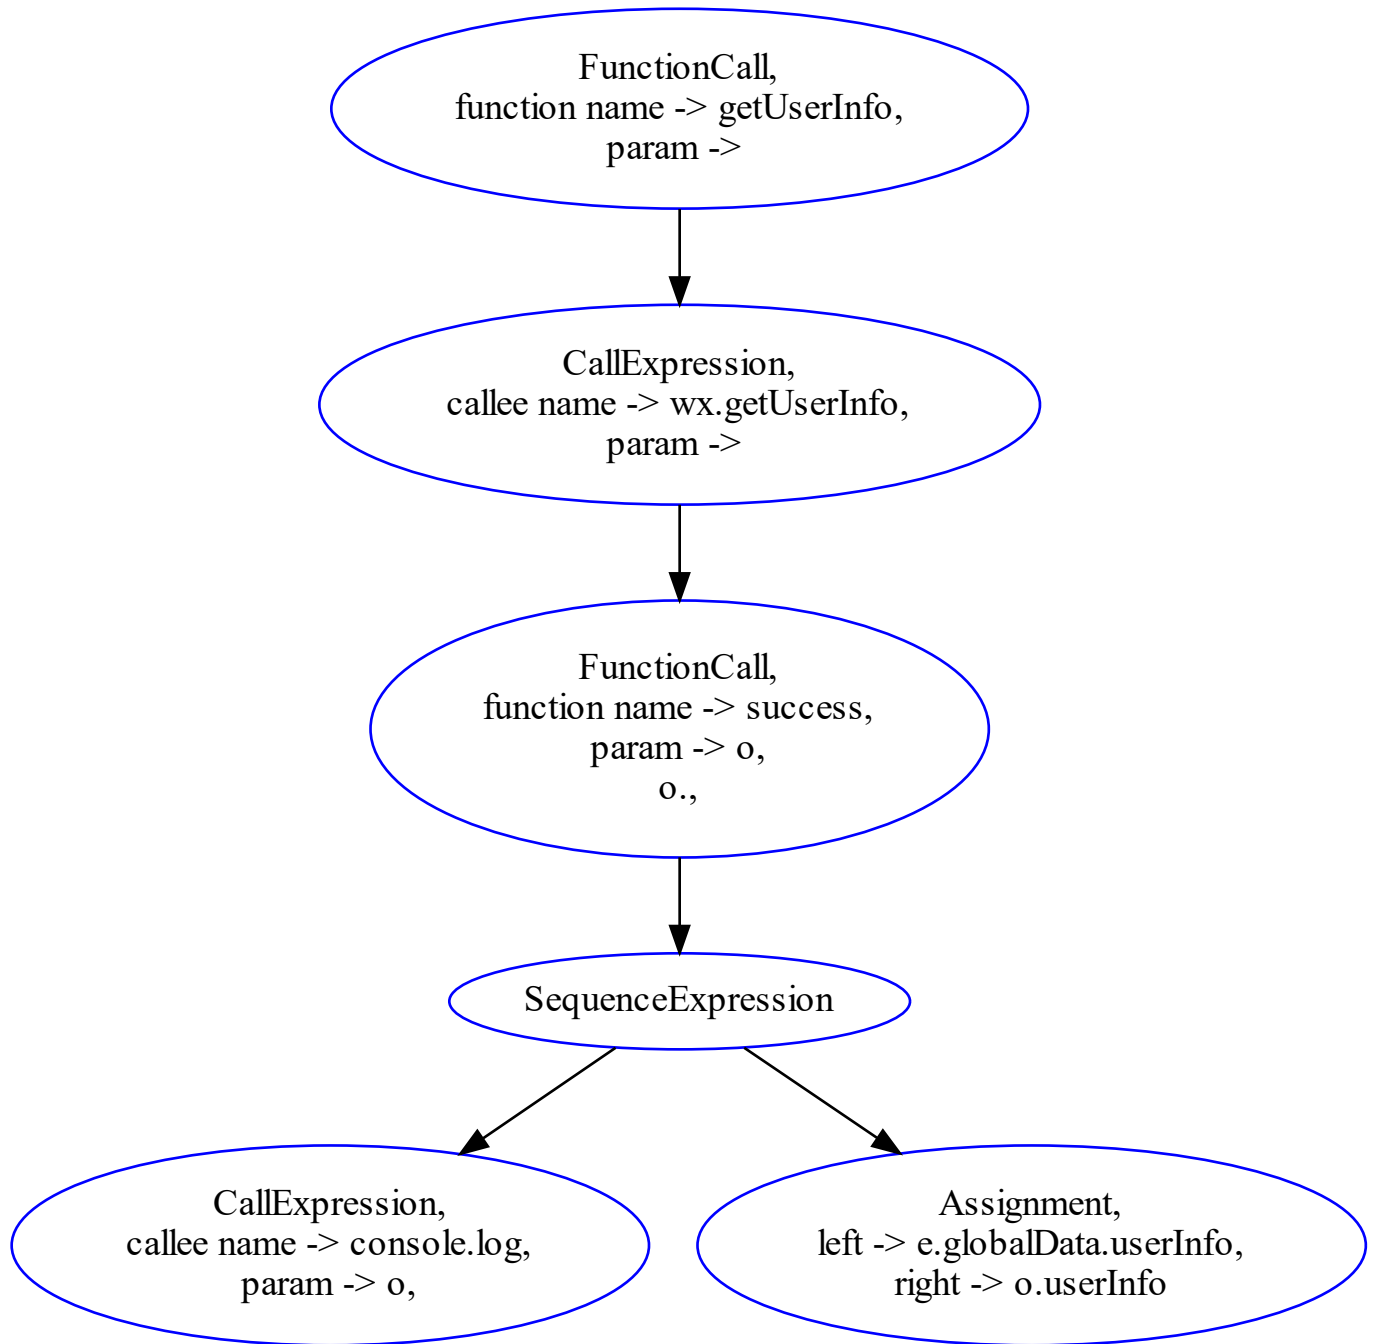 FunctionCall,
function name -> getUserInfo,
param ->
CallExpression,
callee name -> wx.getUserInfo,
param ->
FunctionCall,
function name -> success,
param -> o,
o.,
SequenceExpression
CallExpression,
callee name -> console.log,
param -> o,
Assignment,
left -> e.globalData.userInfo,
right -> o.userInfo